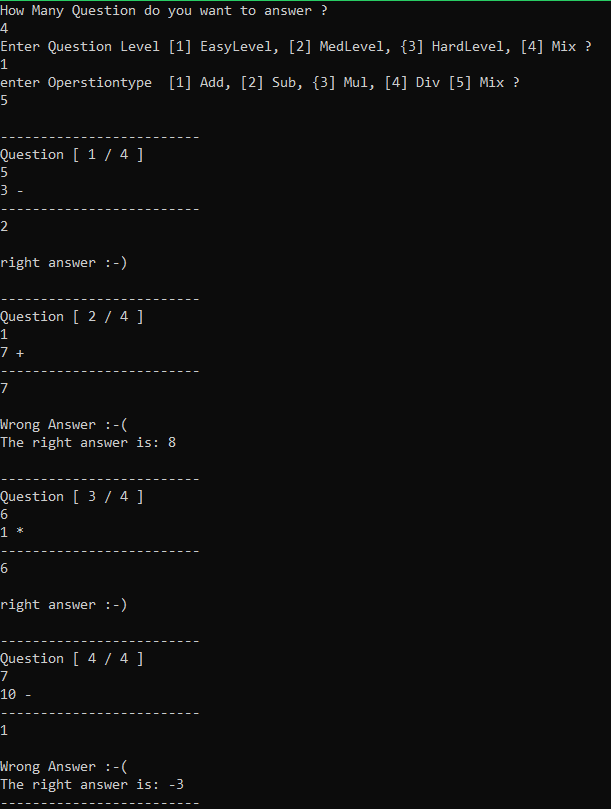 How Many Question do you want to answer ?
4
Enter Question Level [1] EasyLevel, [2] MedLevel, {3] HardLevel, [4] Mix ?
1
enter Operstiontype  [1] Add, [2] Sub, {3] Mul, [4] Div [5] Mix ?
5
-------------------------
Question [ 1 / 4 ]
5
3 -
-------------------------
2
right answer :-)
-------------------------
Question [ 2 / 4 ]
1
7 +
-------------------------
7
Wrong Answer :-(
The right answer is: 8
-------------------------
Question [ 3 / 4 ]
6
1 *
-------------------------
6
right answer :-)
-------------------------
Question [ 4 / 4 ]
7
10 -
-------------------------
1
Wrong Answer :-(
The right answer is: -3
-------------------------